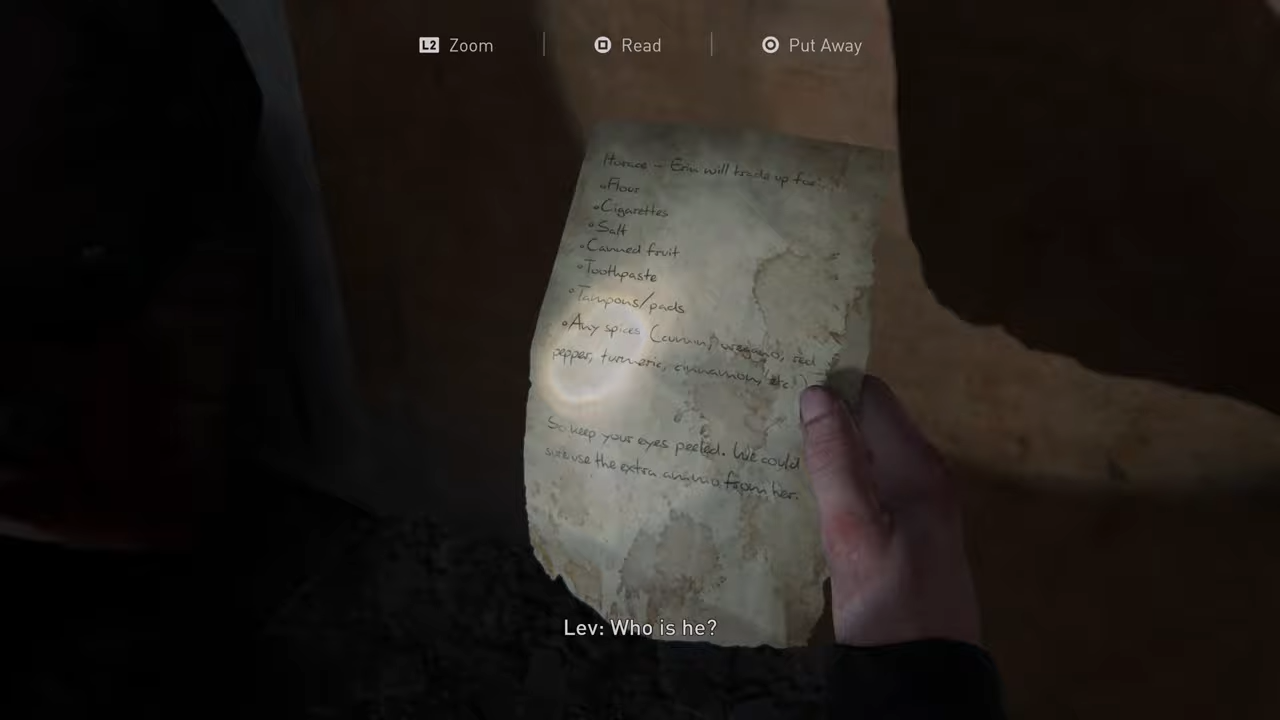 L2 Zoom Read Put Away
Horace - Erin will trade up for:
Flour
Cigarettes
Salt
Canned fruit
Toothpaste
Tampons/pads
Any spices (cumin, oregano, red
pepper, turmeric, cinnamon, etc.)
So keep your eyes peeled. We could
sure use the extra ammo from her.
Lev: Who is he?